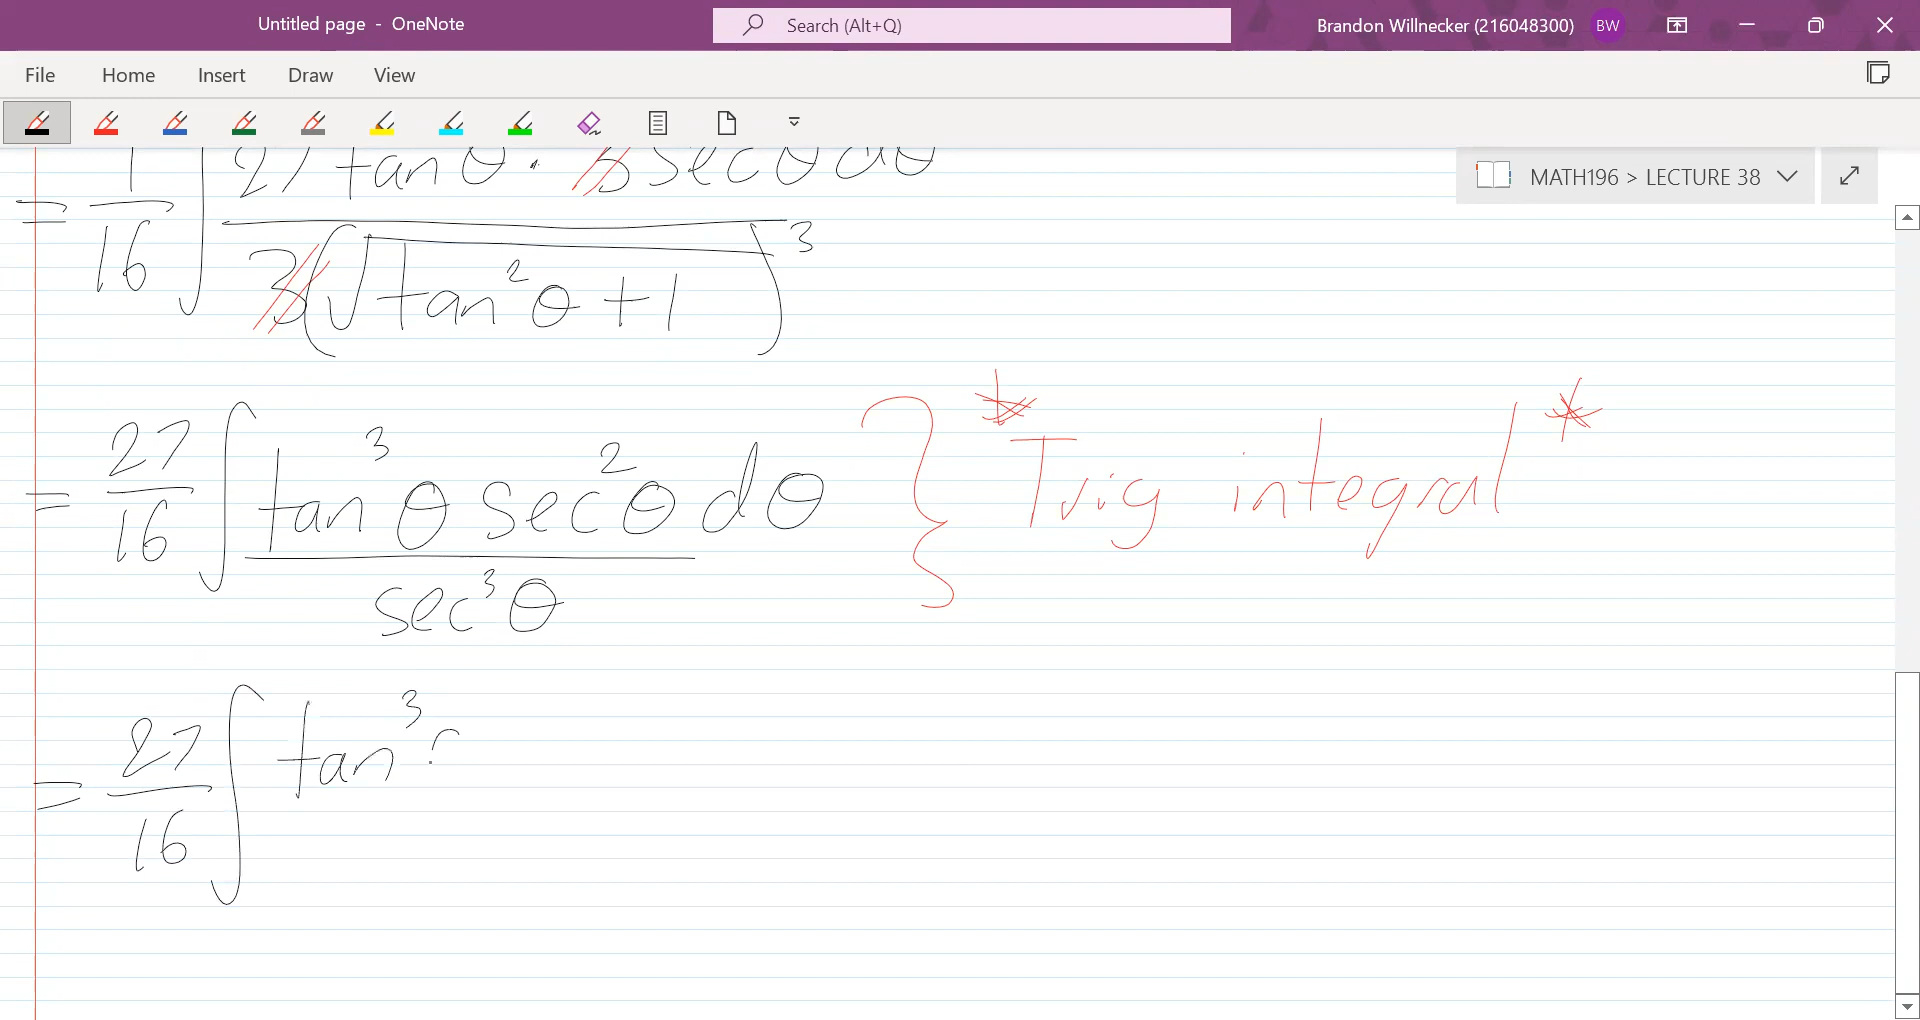 Untitled page - OneNote
Search (Alt+Q)
Brandon Willnecker (216048300) BW
File Home Insert Draw View
MATH196 > LECTURE 38
= 1/16 ∫ 27 tan θ · 3 sec θ dθ / 3(√(tan²θ + 1))³
= 27/16 ∫ tan³θ sec²θ dθ / sec³θ } * Trig integral *
= 27/16 ∫ tan³